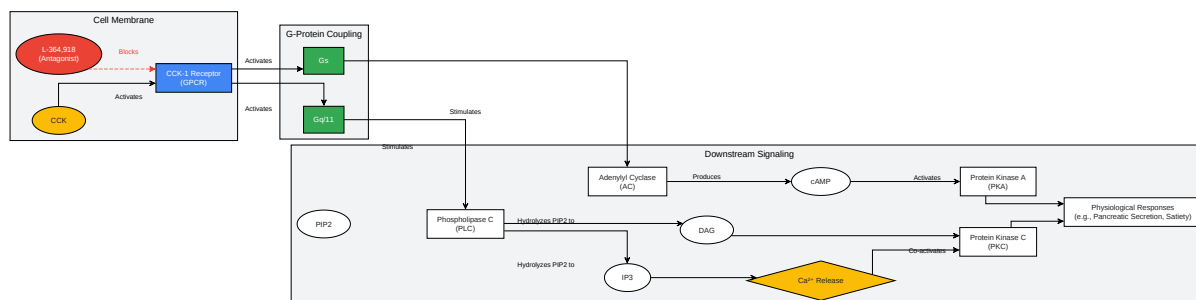 Cell Membrane
L-364,918
(Antagonist)
Blocks
CCK-1 Receptor
(GPCR)
Activates
CCK
G-Protein Coupling
Activates
Gs
Activates
Gq/11
Stimulates
Stimulates
Downstream Signaling
Adenylyl Cyclase
(AC)
Produces
cAMP
Activates
Protein Kinase A
(PKA)
Physiological Responses
(e.g., Pancreatic Secretion, Satiety)
PIP2
Phospholipase C
(PLC)
Hydrolyzes PIP2 to
DAG
Protein Kinase C
(PKC)
Hydrolyzes PIP2 to
IP3
Ca²⁺ Release
Co-activates